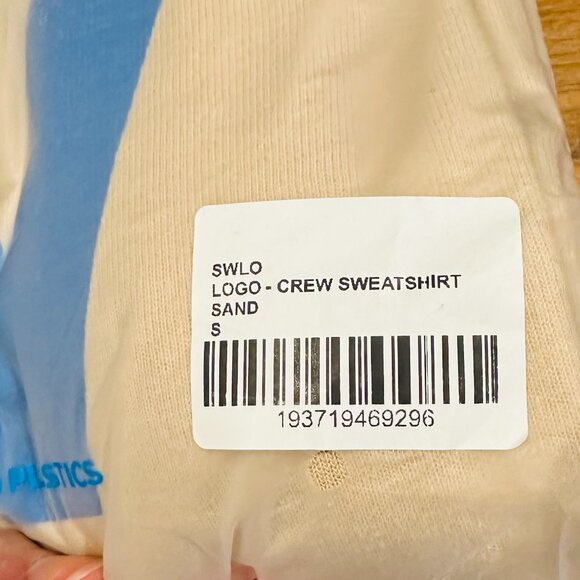 SWLO
LOGO - CREW SWEATSHIRT
SAND
S
193719469296